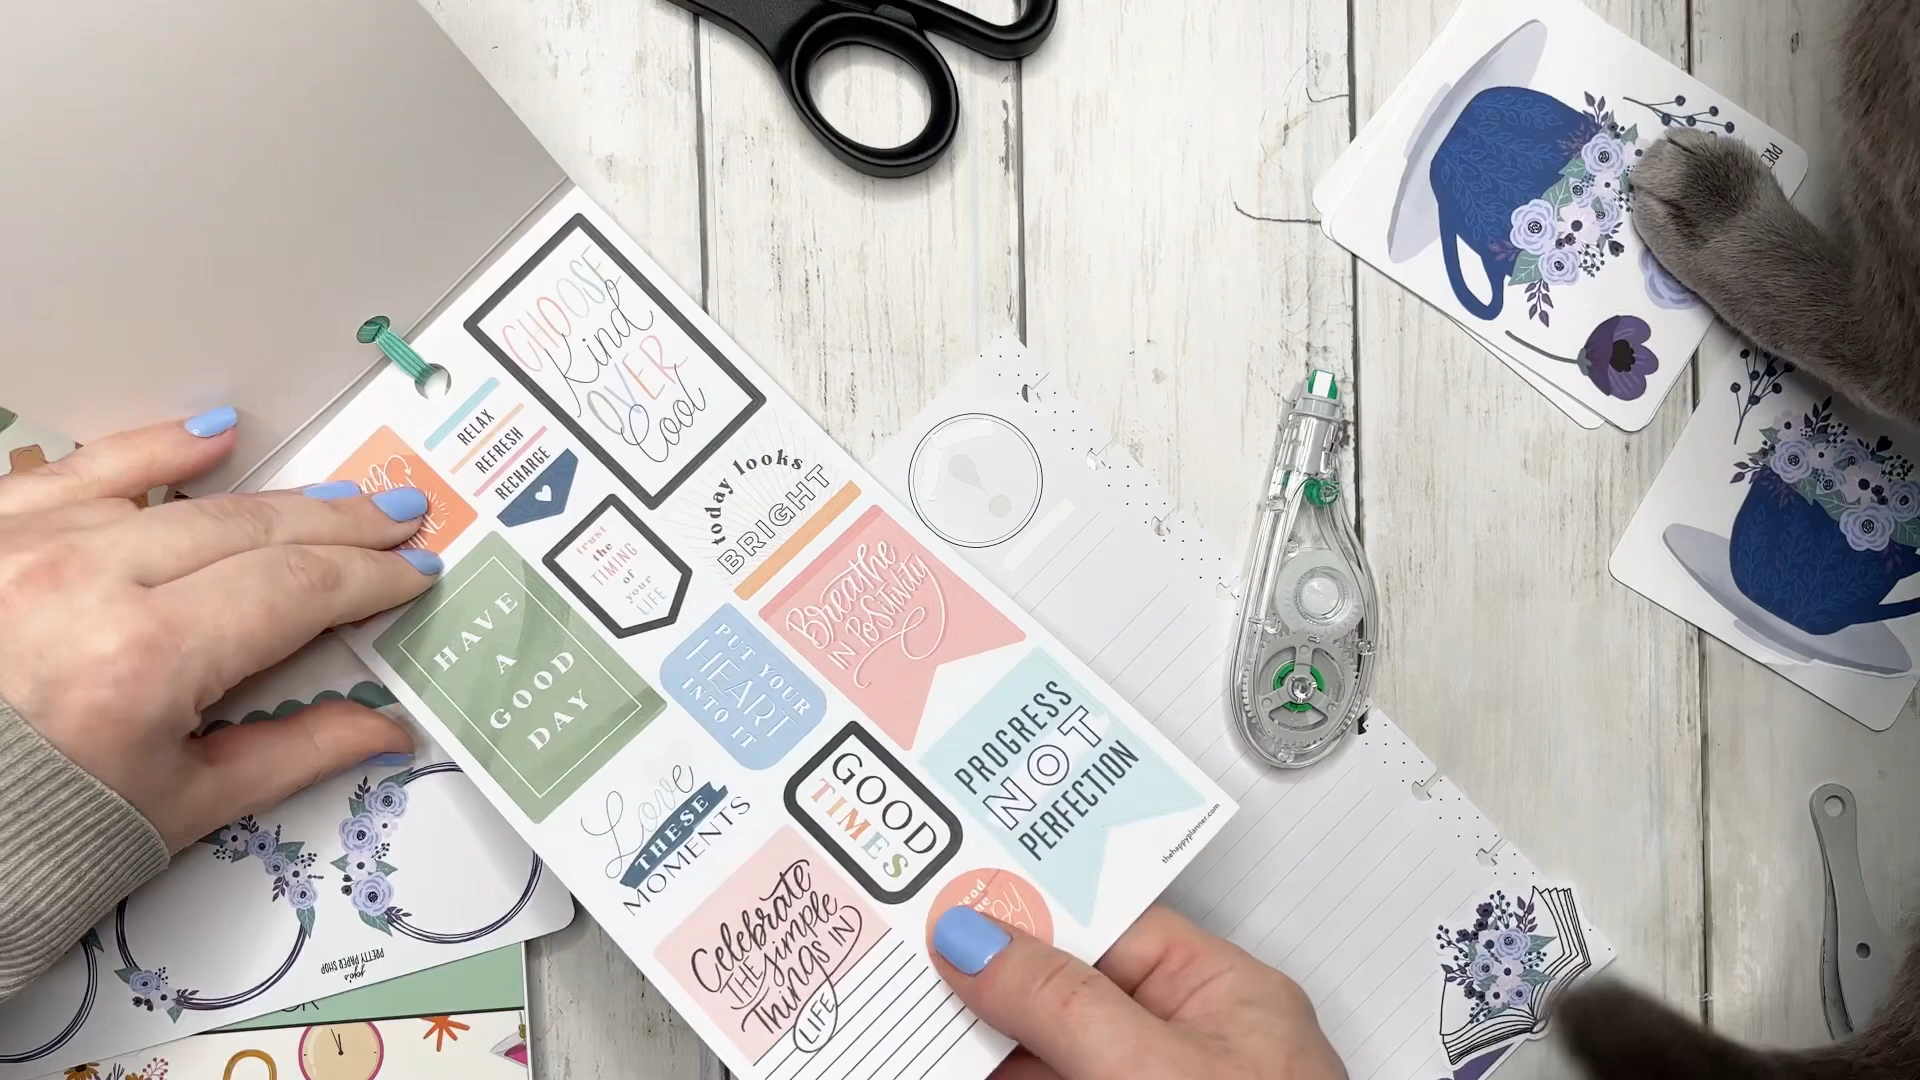 CHOOSE
Kind
OVER
Cool
RELAX
REFRESH
RECHARGE
today looks
BRIGHT
trust
the
TIMING
of
your
LIFE
Breathe
IN POSITIVITY
HAVE
A
GOOD
DAY
PUT YOUR
HEART
INTO IT
PROGRESS
NOT
PERFECTION
Love
THESE
MOMENTS
GOOD
TIMES
Celebrate
THE simple
Things IN
LIFE
thehappyplanner.com
PRETTY PAPER SHOP